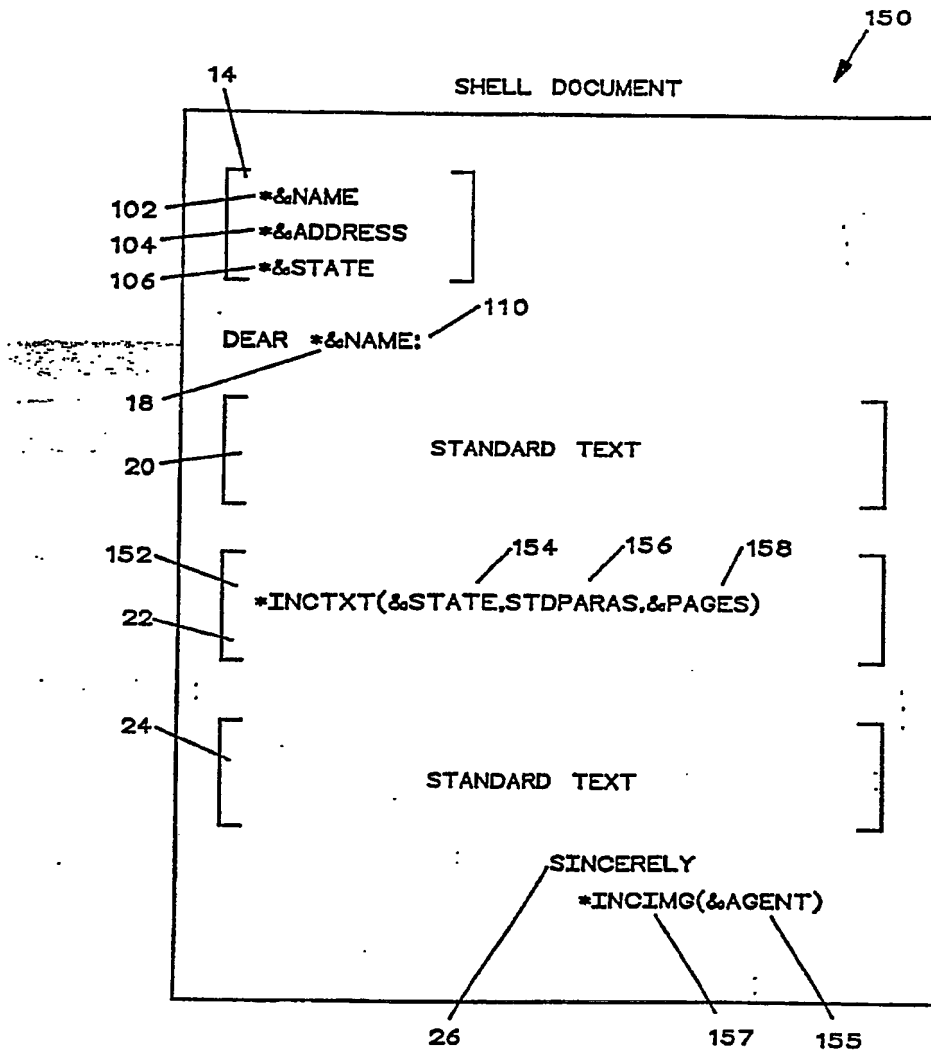 150
14
SHELL DOCUMENT
102 *&NAME
104 *&ADDRESS
106 *&STATE
110
DEAR *&NAME:
18
20 STANDARD TEXT
152 154 156 158
*INCTXT(&STATE,STDPARAS,&PAGES)
22
24
STANDARD TEXT
SINCERELY
*INCIMG(&AGENT)
26 157 155